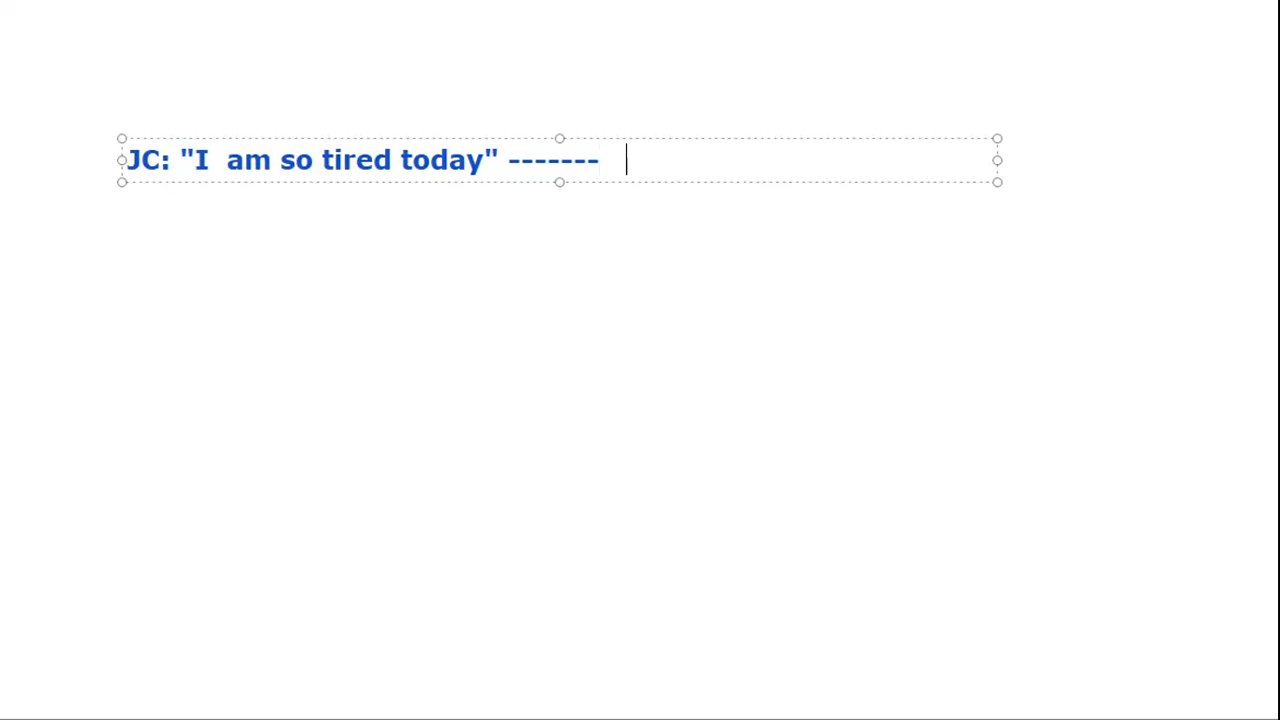 JC: "I  am so tired today" -------